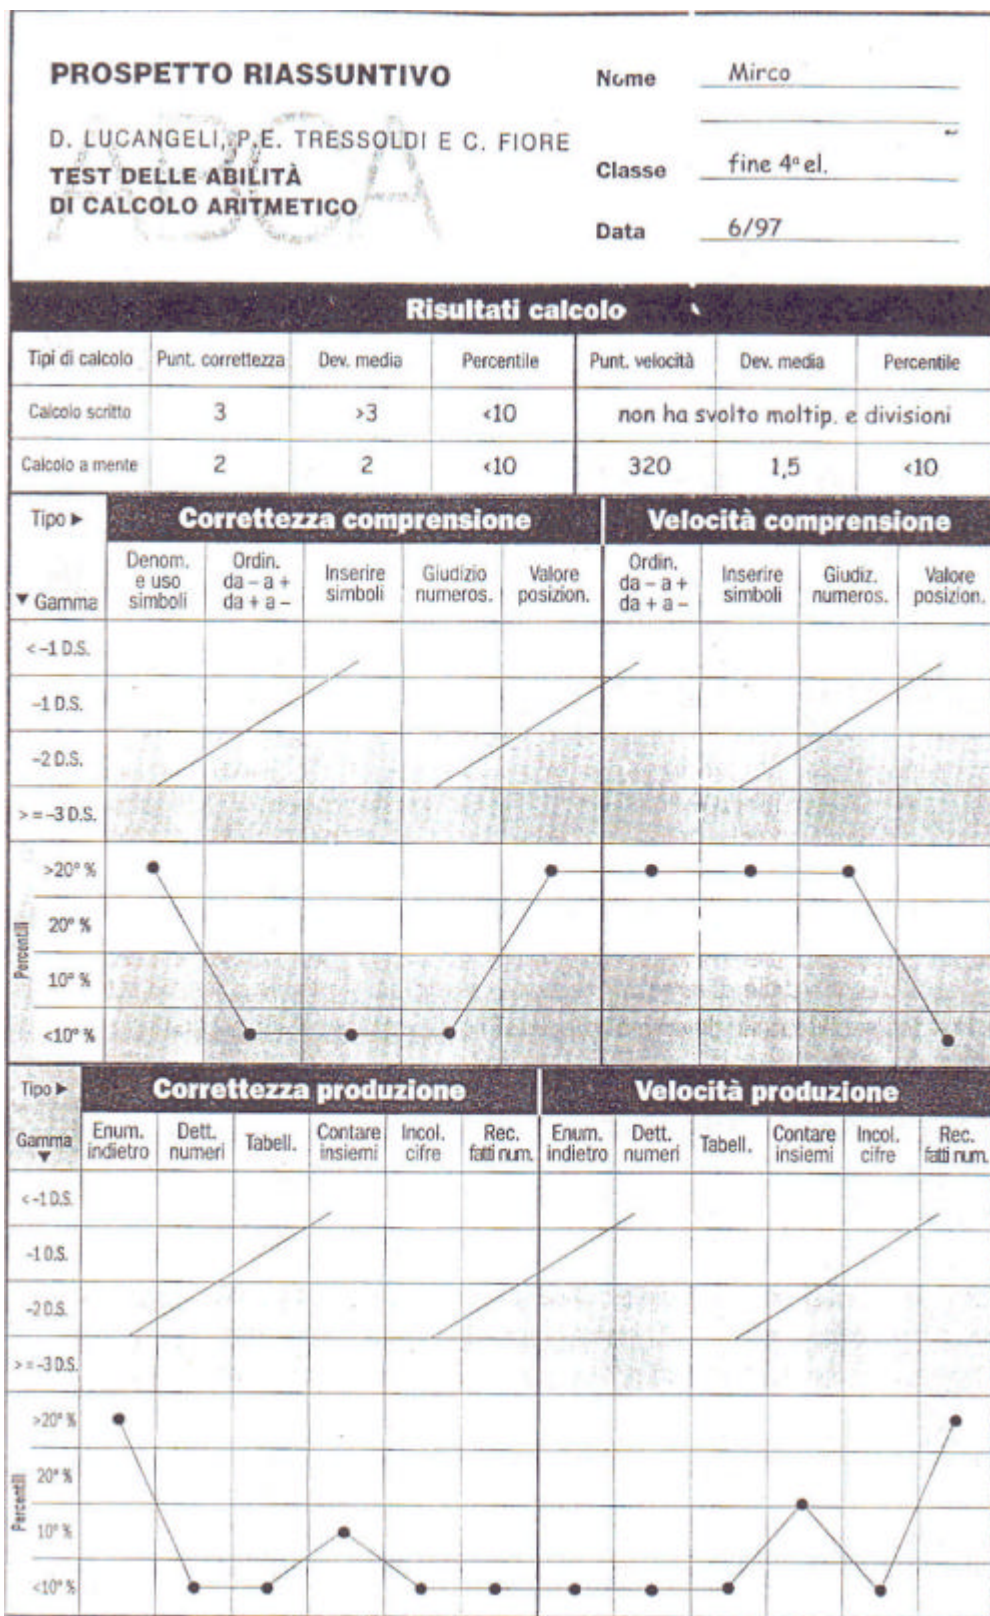 PROSPETTO RIASSUNTIVO
Nome Mirco
D. LUCANGELI, P.E. TRESSOLDI E C. FIORE
TEST DELLE ABILITÀ
DI CALCOLO ARITMETICO
ABCA
Classe fine 4ª el.
Data 6/97
Risultati calcolo
Tipi di calcolo Punt. correttezza Dev. media Percentile Punt. velocità Dev. media Percentile
Calcolo scritto 3 >3 <10 non ha svolto moltip. e divisioni
Calcolo a mente 2 2 <10 320 1,5 <10
Tipo ► Correttezza comprensione Velocità comprensione
▼ Gamma
Denom. e uso simboli
Ordin. da – a + da + a –
Inserire simboli
Giudizio numeros.
Valore posizion.
Ordin. da – a + da + a –
Inserire simboli
Giudiz. numeros.
Valore posizion.
< –1 D.S.
–1 D.S.
–2 D.S.
> = –3 D.S.
Percentili
>20° %
20° %
10° %
<10° %
Tipo ► Correttezza produzione Velocità produzione
Gamma ▼
Enum. indietro
Dett. numeri
Tabell.
Contare insiemi
Incol. cifre
Rec. fatti num.
Enum. indietro
Dett. numeri
Tabell.
Contare insiemi
Incol. cifre
Rec. fatti num.
< –1 D.S.
–1 D.S.
–2 D.S.
> = –3 D.S.
Percentili
>20° %
20° %
10° %
<10° %